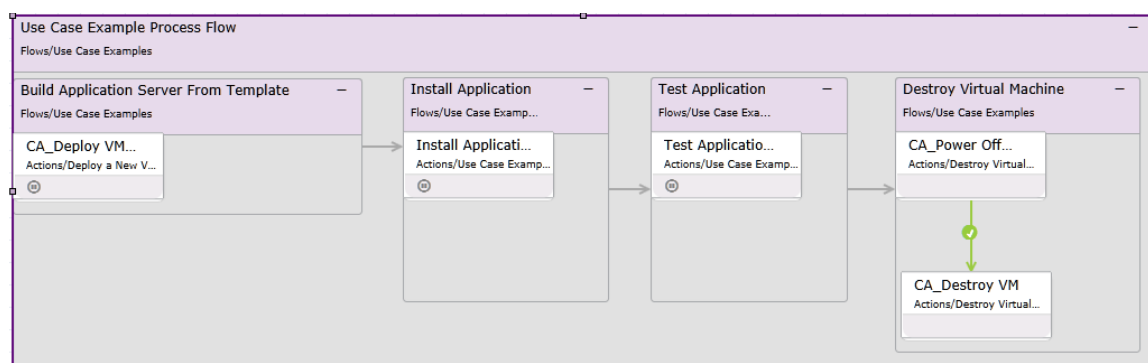 Use Case Example Process Flow
Flows/Use Case Examples
Build Application Server From Template
Flows/Use Case Examples
CA_Deploy VM...
Actions/Deploy a New V...
Install Application
Flows/Use Case Examp...
Install Applicati...
Actions/Use Case Examp...
Test Application
Flows/Use Case Exa...
Test Applicatio...
Actions/Use Case Examp...
Destroy Virtual Machine
Flows/Use Case Examples
CA_Power Off...
Actions/Destroy Virtual...
CA_Destroy VM
Actions/Destroy Virtual...